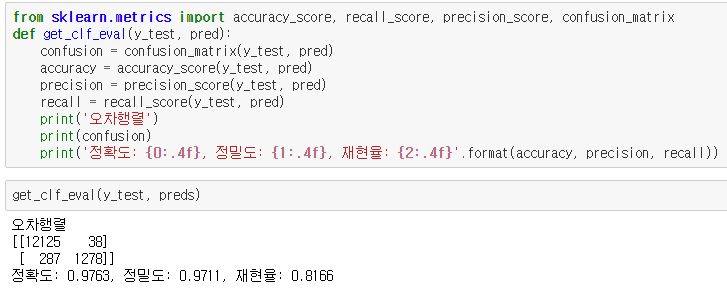 from sklearn.metrics import accuracy_score, recall_score, precision_score, confusion_matrix
def get_clf_eval(y_test, pred):
    confusion = confusion_matrix(y_test, pred)
    accuracy = accuracy_score(y_test, pred)
    precision = precision_score(y_test, pred)
    recall = recall_score(y_test, pred)
    print('오차행렬')
    print(confusion)
    print('정확도: {0:.4f}, 정밀도: {1:.4f}, 재현율: {2:.4f}'.format(accuracy, precision, recall))
get_clf_eval(y_test, preds)
오차행렬
[[12125    38]
 [  287  1278]]
정확도: 0.9763, 정밀도: 0.9711, 재현율: 0.8166